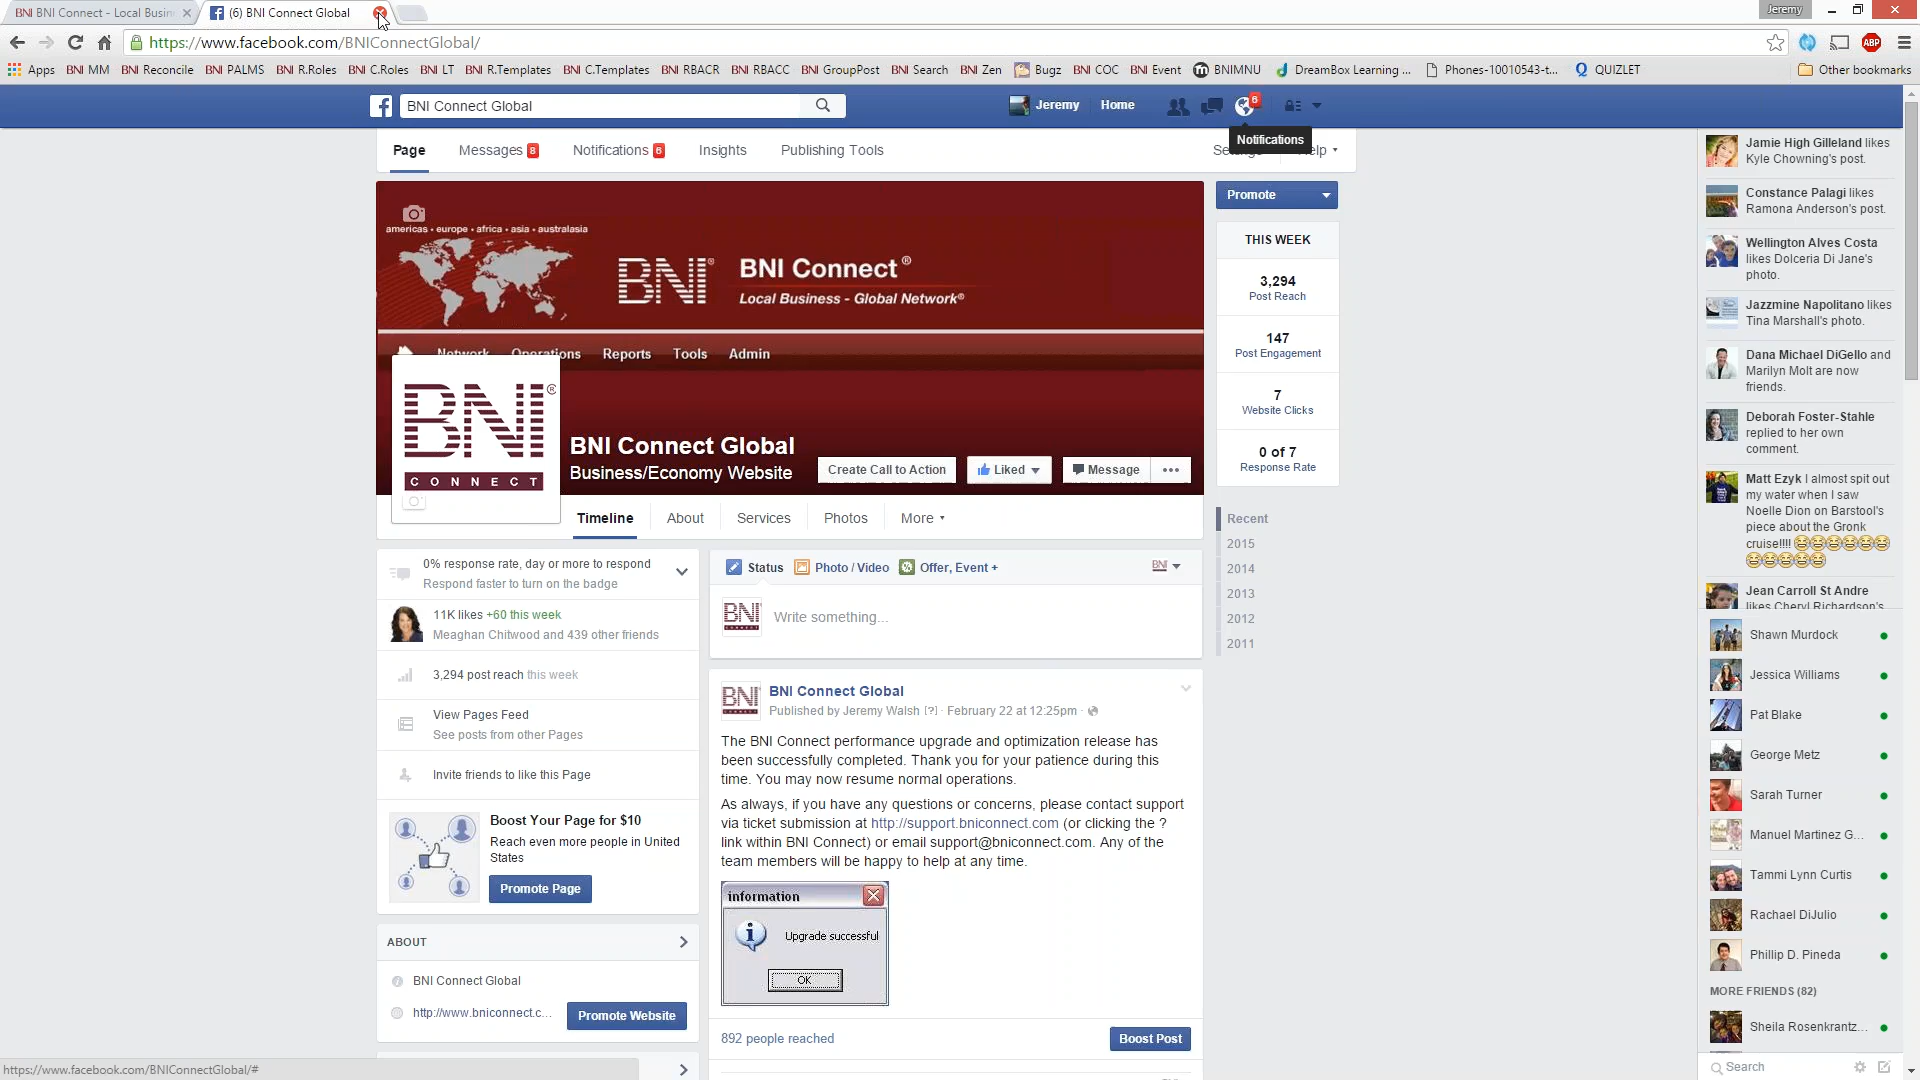 BNI BNI Connect - Local Busin
(6) BNI Connect Global
Jeremy
https://www.facebook.com/BNIConnectGlobal/
ABP
Apps
BNI MM
BNI Reconcile
BNI PALMS
BNI R.Roles
BNI C.Roles
BNI LT
BNI R.Templates
BNI C.Templates
BNI RBACR
BNI RBACC
BNI GroupPost
BNI Search
BNI Zen
Bugz
BNI COC
BNI Event
BNIMNU
DreamBox Learning ...
Phones-10010543-t...
QUIZLET
Other bookmarks
BNI Connect Global
Jeremy
Home
6
Notifications
Page
Messages 8
Notifications 6
Insights
Publishing Tools
americas • europe • africa • asia • australasia
BNI® BNI Connect®
Local Business - Global Network®
Network Operations Reports Tools Admin
BNI®
CONNECT
BNI Connect Global
Business/Economy Website
Create Call to Action
Liked
Message
Timeline
About
Services
Photos
More
Promote
THIS WEEK
3,294
Post Reach
147
Post Engagement
7
Website Clicks
0 of 7
Response Rate
Recent
2015
2014
2013
2012
2011
0% response rate, day or more to respond
Respond faster to turn on the badge
11K likes +60 this week
Meaghan Chitwood and 439 other friends
3,294 post reach this week
View Pages Feed
See posts from other Pages
Invite friends to like this Page
Boost Your Page for $10
Reach even more people in United
States
Promote Page
ABOUT
BNI Connect Global
http://www.bniconnect.c...
Promote Website
Status
Photo / Video
Offer, Event +
BNI
BNI
CONNECT
Write something...
BNI
CONNECT
BNI Connect Global
Published by Jeremy Walsh [?] · February 22 at 12:25pm ·
The BNI Connect performance upgrade and optimization release has
been successfully completed. Thank you for your patience during this
time. You may now resume normal operations.
As always, if you have any questions or concerns, please contact support
via ticket submission at http://support.bniconnect.com (or clicking the ?
link within BNI Connect) or email support@bniconnect.com. Any of the
team members will be happy to help at any time.
information
Upgrade successful
OK
892 people reached
Boost Post
Jamie High Gilleland likes
Kyle Chowning's post.
Constance Palagi likes
Ramona Anderson's post.
Wellington Alves Costa
likes Dolceria Di Jane's
photo.
Jazzmine Napolitano likes
Tina Marshall's photo.
Dana Michael DiGello and
Marilyn Molt are now
friends.
Deborah Foster-Stahle
replied to her own
comment.
Matt Ezyk I almost spit out
my water when I saw
Noelle Dion on Barstool's
piece about the Gronk
cruise!!!! 😂😂😂😂😂😂
😂😂😂😂😂
Jean Carroll St Andre
likes Cheryl Richardson's
Shawn Murdock
Jessica Williams
Pat Blake
George Metz
Sarah Turner
Manuel Martinez G...
Tammi Lynn Curtis
Rachael DiJulio
Phillip D. Pineda
MORE FRIENDS (82)
Sheila Rosenkrantz...
Search
https://www.facebook.com/BNIConnectGlobal/#